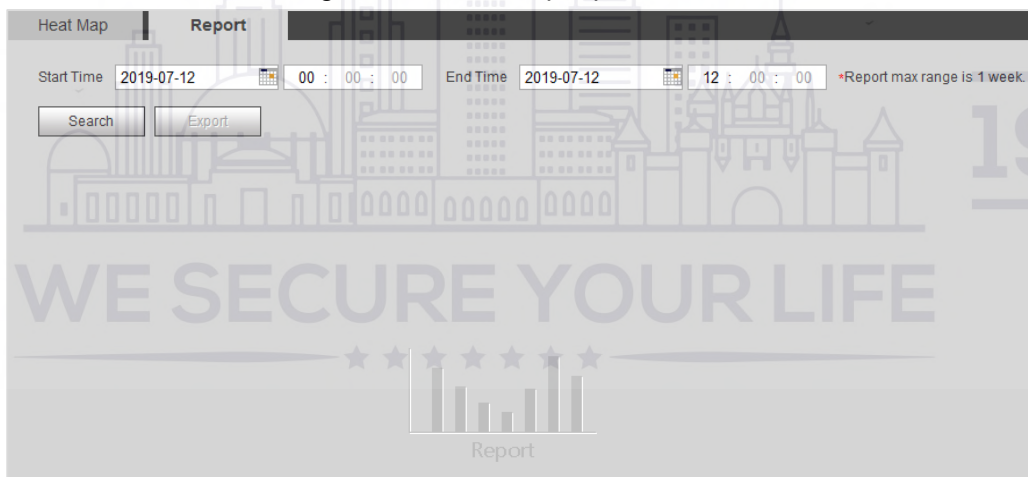 Heat Map Report
Start Time 2019-07-12 00 : 00 : 00 End Time 2019-07-12 12 : 00 : 00 *Report max range is 1 week.
Search Export
WE SECURE YOUR LIFE
Report